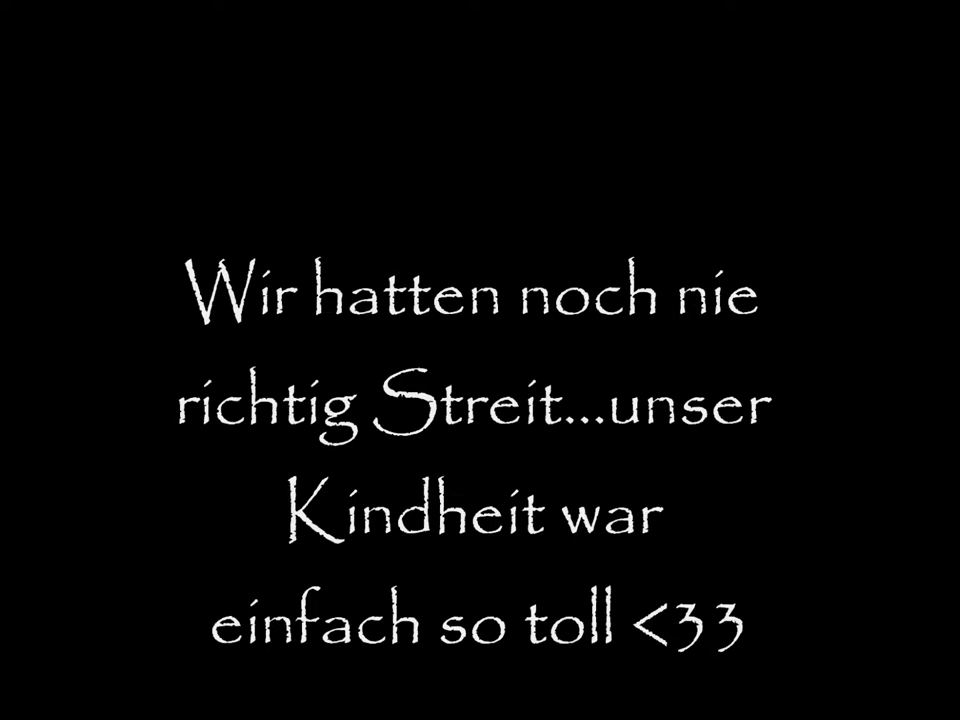 Wir hatten noch nie
richtig Streit...unser
Kindheit war
einfach so toll <33